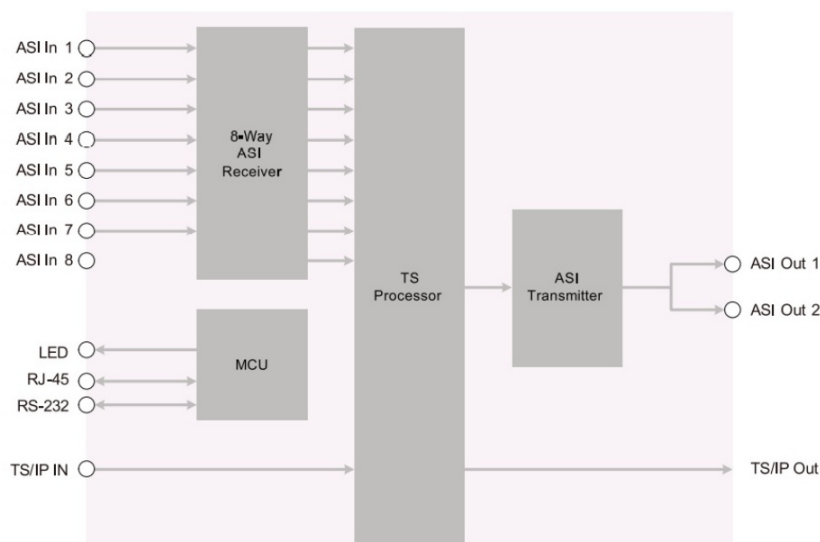 ASI In 1
ASI In 2
ASI In 3
ASI In 4
ASI In 5
ASI In 6
ASI In 7
ASI In 8
8-Way
ASI
Receiver
TS
Processor
ASI
Transmitter
ASI Out 1
ASI Out 2
LED
RJ-45
RS-232
MCU
TS/IP IN
TS/IP Out